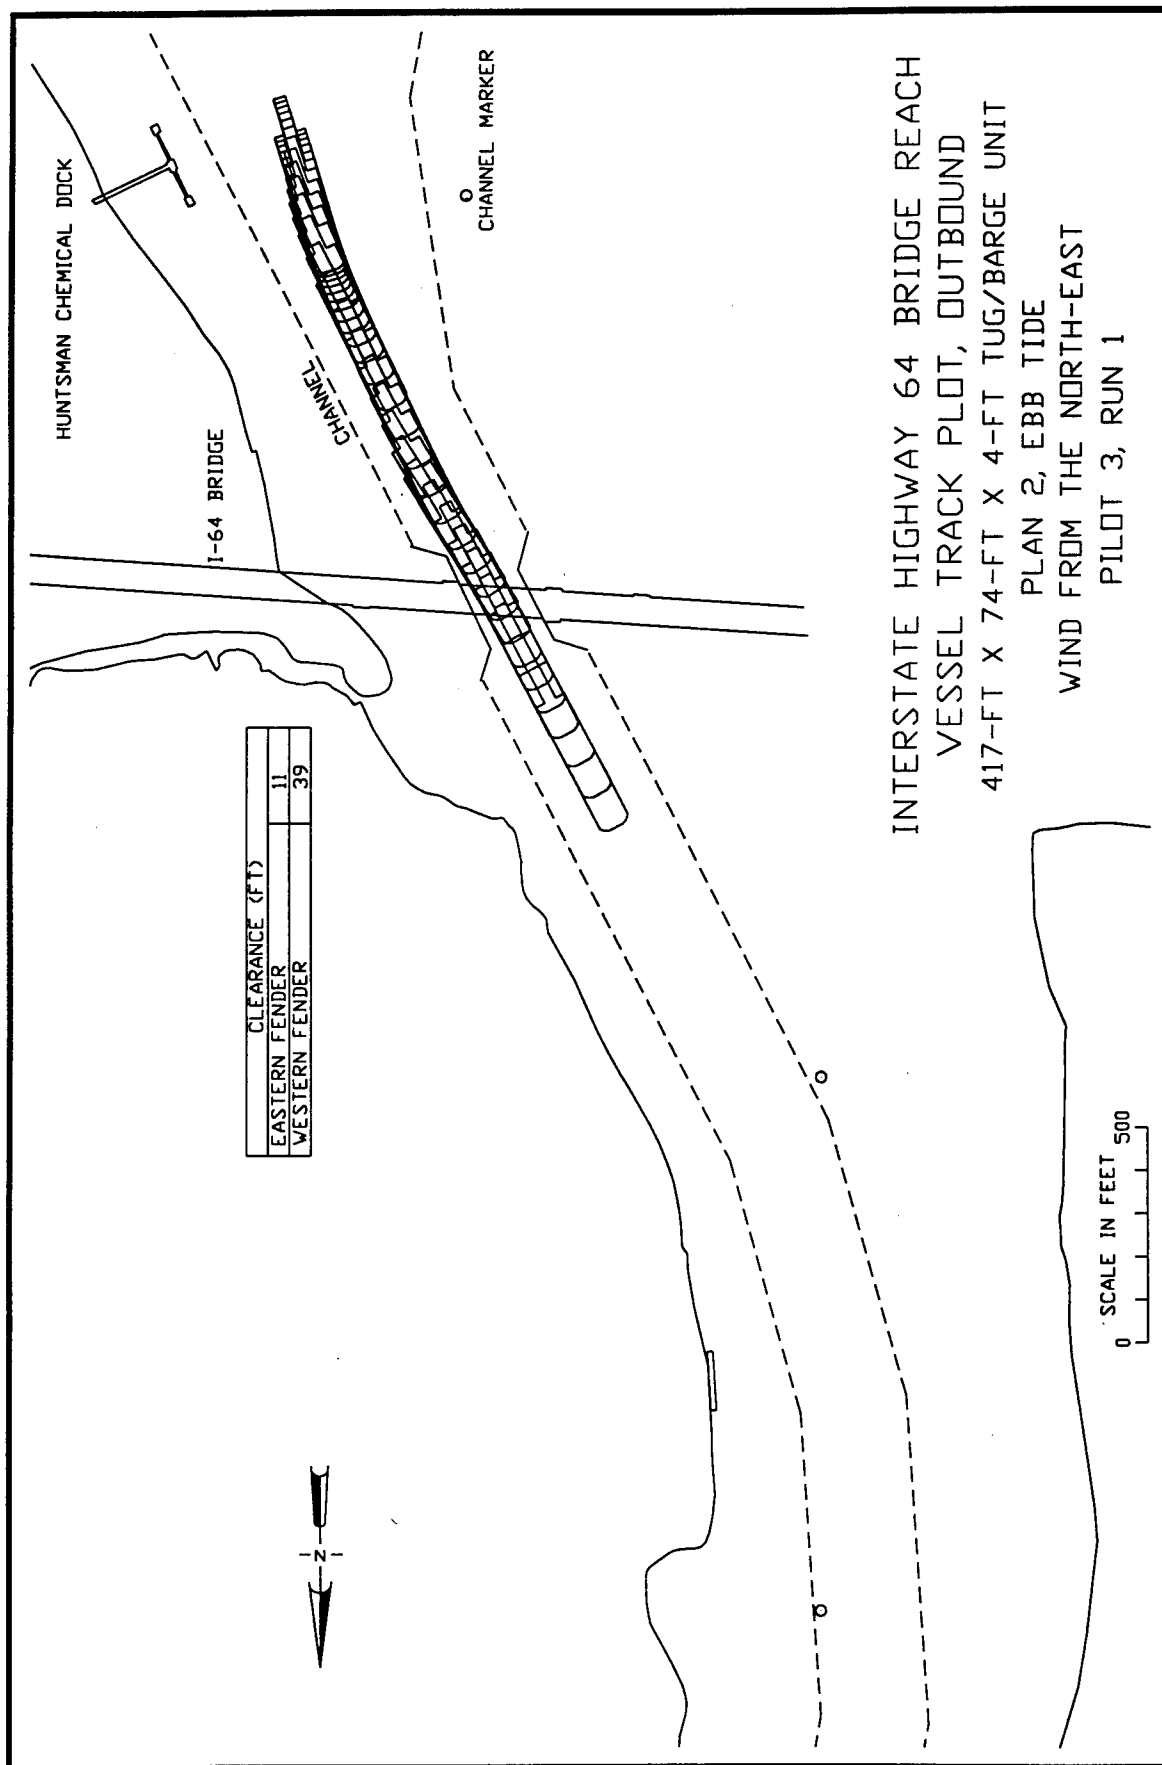 HUNTSMAN CHEMICAL DOCK
I-64 BRIDGE
CHANNEL
CHANNEL MARKER
CLEARANCE (FT)
EASTERN FENDER 11
WESTERN FENDER 39
N
INTERSTATE HIGHWAY 64 BRIDGE REACH
VESSEL TRACK PLOT, OUTBOUND
417-FT X 74-FT X 4-FT TUG/BARGE UNIT
PLAN 2, EBB TIDE
WIND FROM THE NORTH-EAST
PILOT 3, RUN 1
SCALE IN FEET
0 500